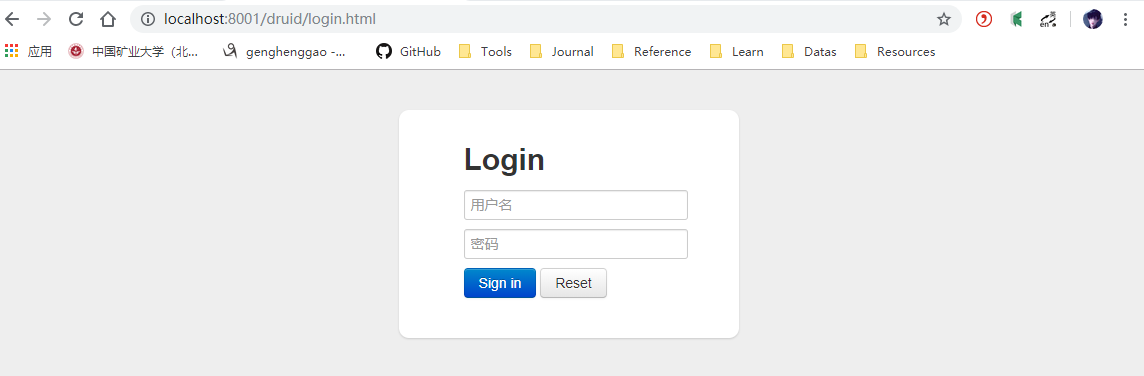 localhost:8001/druid/login.html
应用 中国矿业大学（北... genghenggao -... GitHub Tools Journal Reference Learn Datas Resources
Login
用户名
密码
Sign in Reset